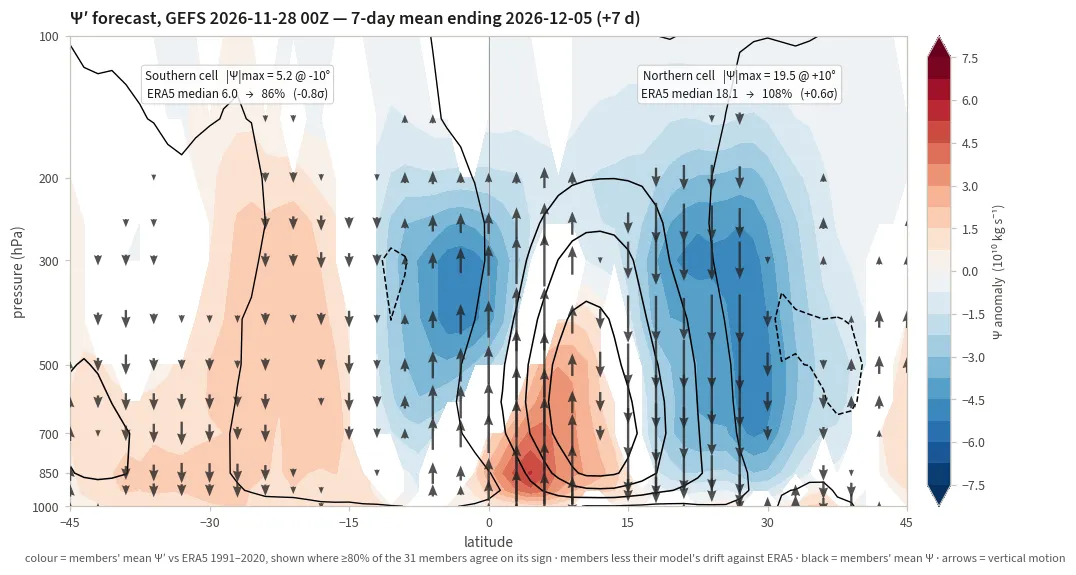 Ψ′ forecast, GEFS 2026-11-28 00Z — 7-day mean ending 2026-12-05 (+7 d)
Southern cell |Ψ|max = 5.2 @ -10°
ERA5 median 6.0 → 86% (-0.8σ)
Northern cell |Ψ|max = 19.5 @ +10°
ERA5 median 18.1 → 108% (+0.6σ)
pressure (hPa)
100
200
300
500
700
850
1000
−45
−30
−15
0
15
30
45
latitude
7.5
6.0
4.5
3.0
1.5
0.0
−1.5
−3.0
−4.5
−6.0
−7.5
Ψ anomaly (10¹⁰ kg s⁻¹)
colour = members' mean Ψ′ vs ERA5 1991–2020, shown where ≥80% of the 31 members agree on its sign · members less their model's drift against ERA5 · black = members' mean Ψ · arrows = vertical motion